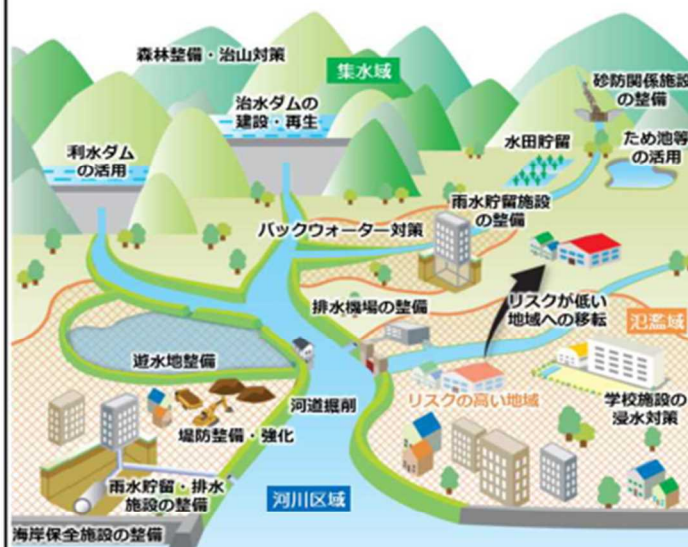 森林整備・治山対策
集水域
砂防関係施設
の整備
治水ダムの
建設・再生
水田貯留
ため池等
の活用
利水ダム
の活用
雨水貯留施設
の整備
バックウォーター対策
排水機場の整備
リスクが低い
地域への移転
氾濫域
遊水地整備
リスクの高い地域
学校施設の
浸水対策
河道掘削
堤防整備・強化
雨水貯留・排水
施設の整備
河川区域
海岸保全施設の整備